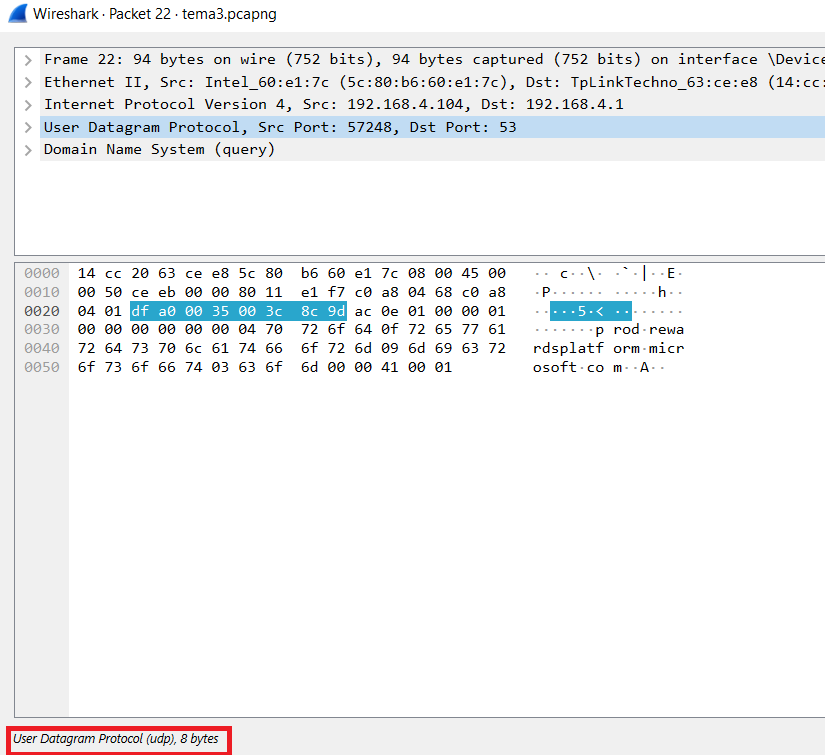 Wireshark · Packet 22 · tema3.pcapng
Frame 22: 94 bytes on wire (752 bits), 94 bytes captured (752 bits) on interface \Device
Ethernet II, Src: Intel_60:e1:7c (5c:80:b6:60:e1:7c), Dst: TpLinkTechno_63:ce:e8 (14:cc:
Internet Protocol Version 4, Src: 192.168.4.104, Dst: 192.168.4.1
User Datagram Protocol, Src Port: 57248, Dst Port: 53
Domain Name System (query)
0000 14 cc 20 63 ce e8 5c 80 b6 60 e1 7c 08 00 45 00 ·· c··\· ·`·|··E·
0010 00 50 ce eb 00 00 80 11 e1 f7 c0 a8 04 68 c0 a8 ·P······ ·····h··
0020 04 01 df a0 00 35 00 3c 8c 9d ac 0e 01 00 00 01 ·····5·< ········
0030 00 00 00 00 00 00 04 70 72 6f 64 0f 72 65 77 61 ·······p rod·rewa
0040 72 64 73 70 6c 61 74 66 6f 72 6d 09 6d 69 63 72 rdsplatf orm·micr
0050 6f 73 6f 66 74 03 63 6f 6d 00 00 41 00 01 osoft·co m··A··
User Datagram Protocol (udp), 8 bytes